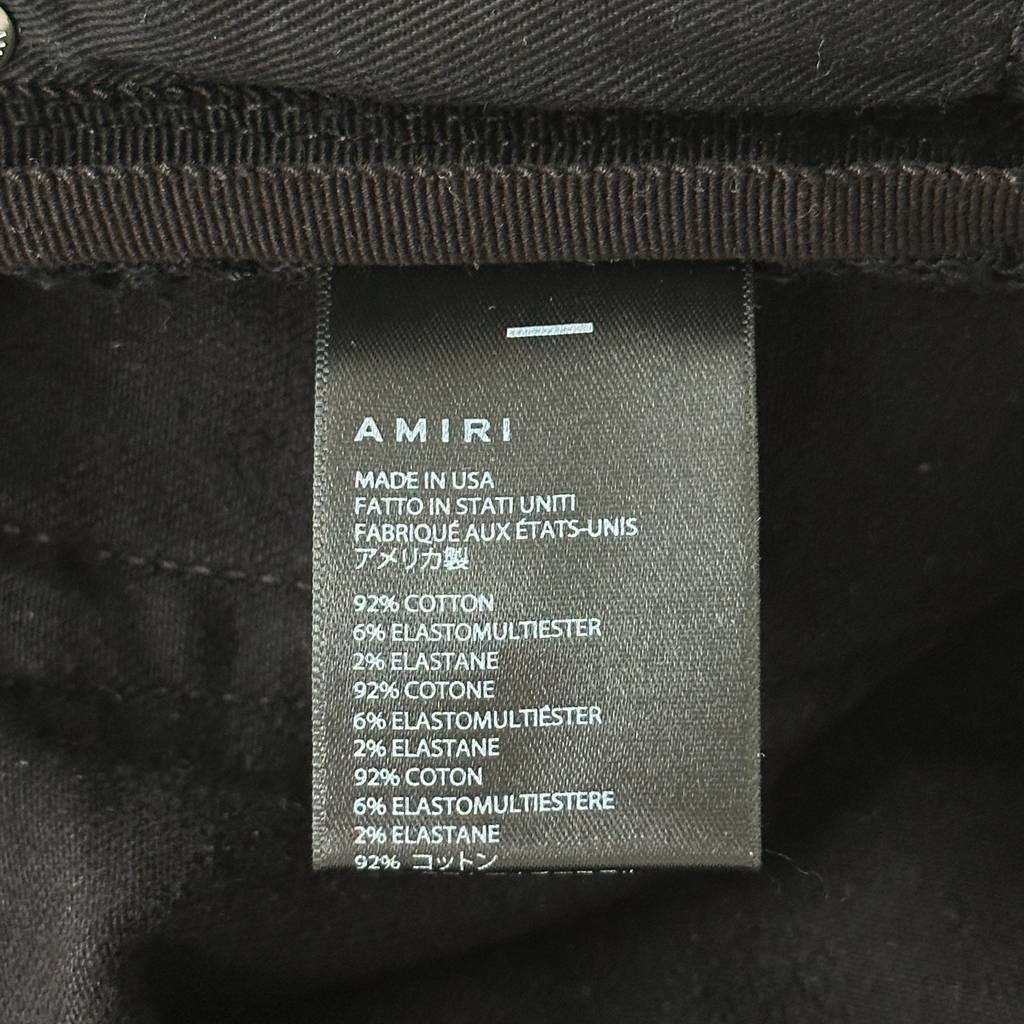 AMIRI
MADE IN USA
FATTO IN STATI UNITI
FABRIQUÉ AUX ÉTATS-UNIS
アメリカ製
92% COTTON
6% ELASTOMULTIESTER
2% ELASTANE
92% COTONE
6% ELASTOMULTIÉSTER
2% ELASTANE
92% COTON
6% ELASTOMULTIESTERE
2% ELASTANE
92% コットン